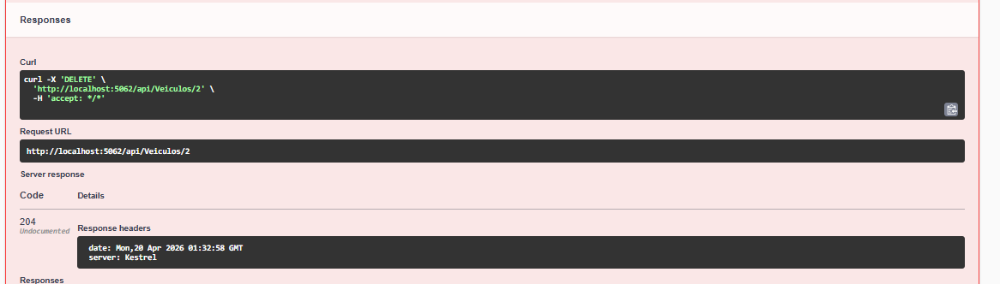 Responses
Curl
curl -X 'DELETE' \
  'http://localhost:5062/api/Veiculos/2' \
  -H 'accept: */*'
Request URL
http://localhost:5062/api/Veiculos/2
Server response
Code Details
204
Undocumented
Response headers
date: Mon,20 Apr 2026 01:32:58 GMT
server: Kestrel
Responses